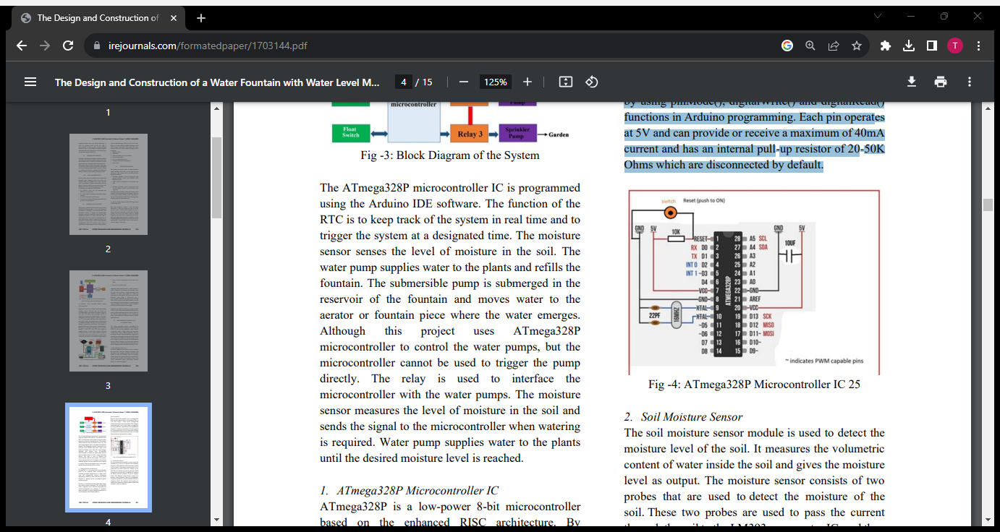 The Design and Construction of
irejournals.com/formatedpaper/1703144.pdf
T
The Design and Construction of a Water Fountain with Water Level M...
4 / 15
125%
1
2
3
4
microcontroller
Pump
Float
Switch
Relay 3
Sprinkler
Pump
Garden
Fig -3: Block Diagram of the System
The ATmega328P microcontroller IC is programmed
using the Arduino IDE software. The function of the
RTC is to keep track of the system in real time and to
trigger the system at a designated time. The moisture
sensor senses the level of moisture in the soil. The
water pump supplies water to the plants and refills the
fountain. The submersible pump is submerged in the
reservoir of the fountain and moves water to the
aerator or fountain piece where the water emerges.
Although this project uses ATmega328P
microcontroller to control the water pumps, but the
microcontroller cannot be used to trigger the pump
directly. The relay is used to interface the
microcontroller with the water pumps. The moisture
sensor measures the level of moisture in the soil and
sends the signal to the microcontroller when watering
is required. Water pump supplies water to the plants
until the desired moisture level is reached.
1. ATmega328P Microcontroller IC
ATmega328P is a low-power 8-bit microcontroller
based on the enhanced RISC architecture. By
by using pinMode(), digitalWrite() and digitalRead()
functions in Arduino programming. Each pin operates
at 5V and can provide or receive a maximum of 40mA
current and has an internal pull-up resistor of 20-50K
Ohms which are disconnected by default.
switch Reset (push to ON)
GND 5V 10K GND 5V
10UF
RESET 1 28 A5 SCL
RX D0 2 27 A4 SDA
TX D1 3 26 A3
INT 0 D2 4 25 A2
INT 1 ~D3 5 24 A1
D4 6 23 A0
VCC 7 22 GND
GND 8 21 AREF
XTAL 9 20 VCC
XTAL 10 19 D13 SCK
~D5 11 18 D12 MISO
~D6 12 17 D11~ MOSI
D7 13 16 D10~
D8 14 15 D9~
ATMEGA328P
22PF
16MHZ
~ indicates PWM capable pins
Fig -4: ATmega328P Microcontroller IC 25
2. Soil Moisture Sensor
The soil moisture sensor module is used to detect the
moisture level of the soil. It measures the volumetric
content of water inside the soil and gives the moisture
level as output. The moisture sensor consists of two
probes that are used to detect the moisture of the
soil. These two probes are used to pass the current